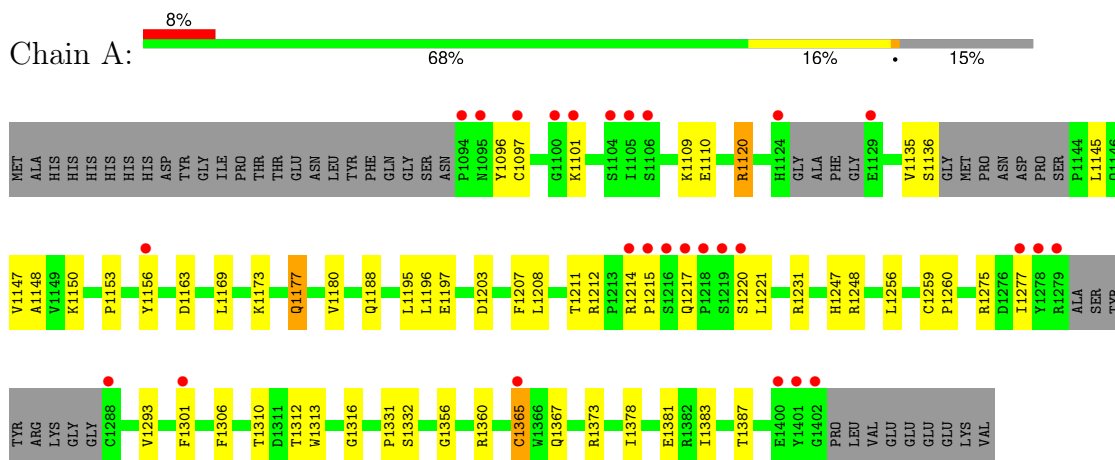 8%
Chain A:
68% 16% • 15%
MET ALA HIS HIS HIS HIS HIS HIS ASP TYR GLY ILE PRO THR THR GLU ASN LEU TYR PHE GLN GLY SER ASN P1094 N1095 Y1096 C1097 G1100 K1101 S1104 I1105 S1106 K1109 E1110 R1120 H1124 GLY ALA PHE GLY E1129 V1135 S1136 GLY MET PRO ASN ASP PRO SER P1144 L1145 Q1146
V1147 A1148 V1149 K1150 P1153 Y1156 D1163 L1169 K1173 Q1177 V1180 Q1188 L1195 L1196 E1197 D1203 F1207 L1208 T1211 R1212 P1213 R1214 P1215 S1216 Q1217 P1218 S1219 S1220 L1221 R1231 H1247 R1248 L1256 C1259 P1260 R1275 D1276 I1277 Y1278 R1279 ALA SER TYR
TYR ARG LYS GLY GLY C1288 V1293 F1301 F1306 T1310 D1311 T1312 W1313 G1316 P1331 S1332 G1356 R1360 C1365 W1366 Q1367 R1373 I1378 E1381 R1382 I1383 T1387 E1400 Y1401 G1402 PRO LEU VAL GLU GLU GLU GLU LYS VAL